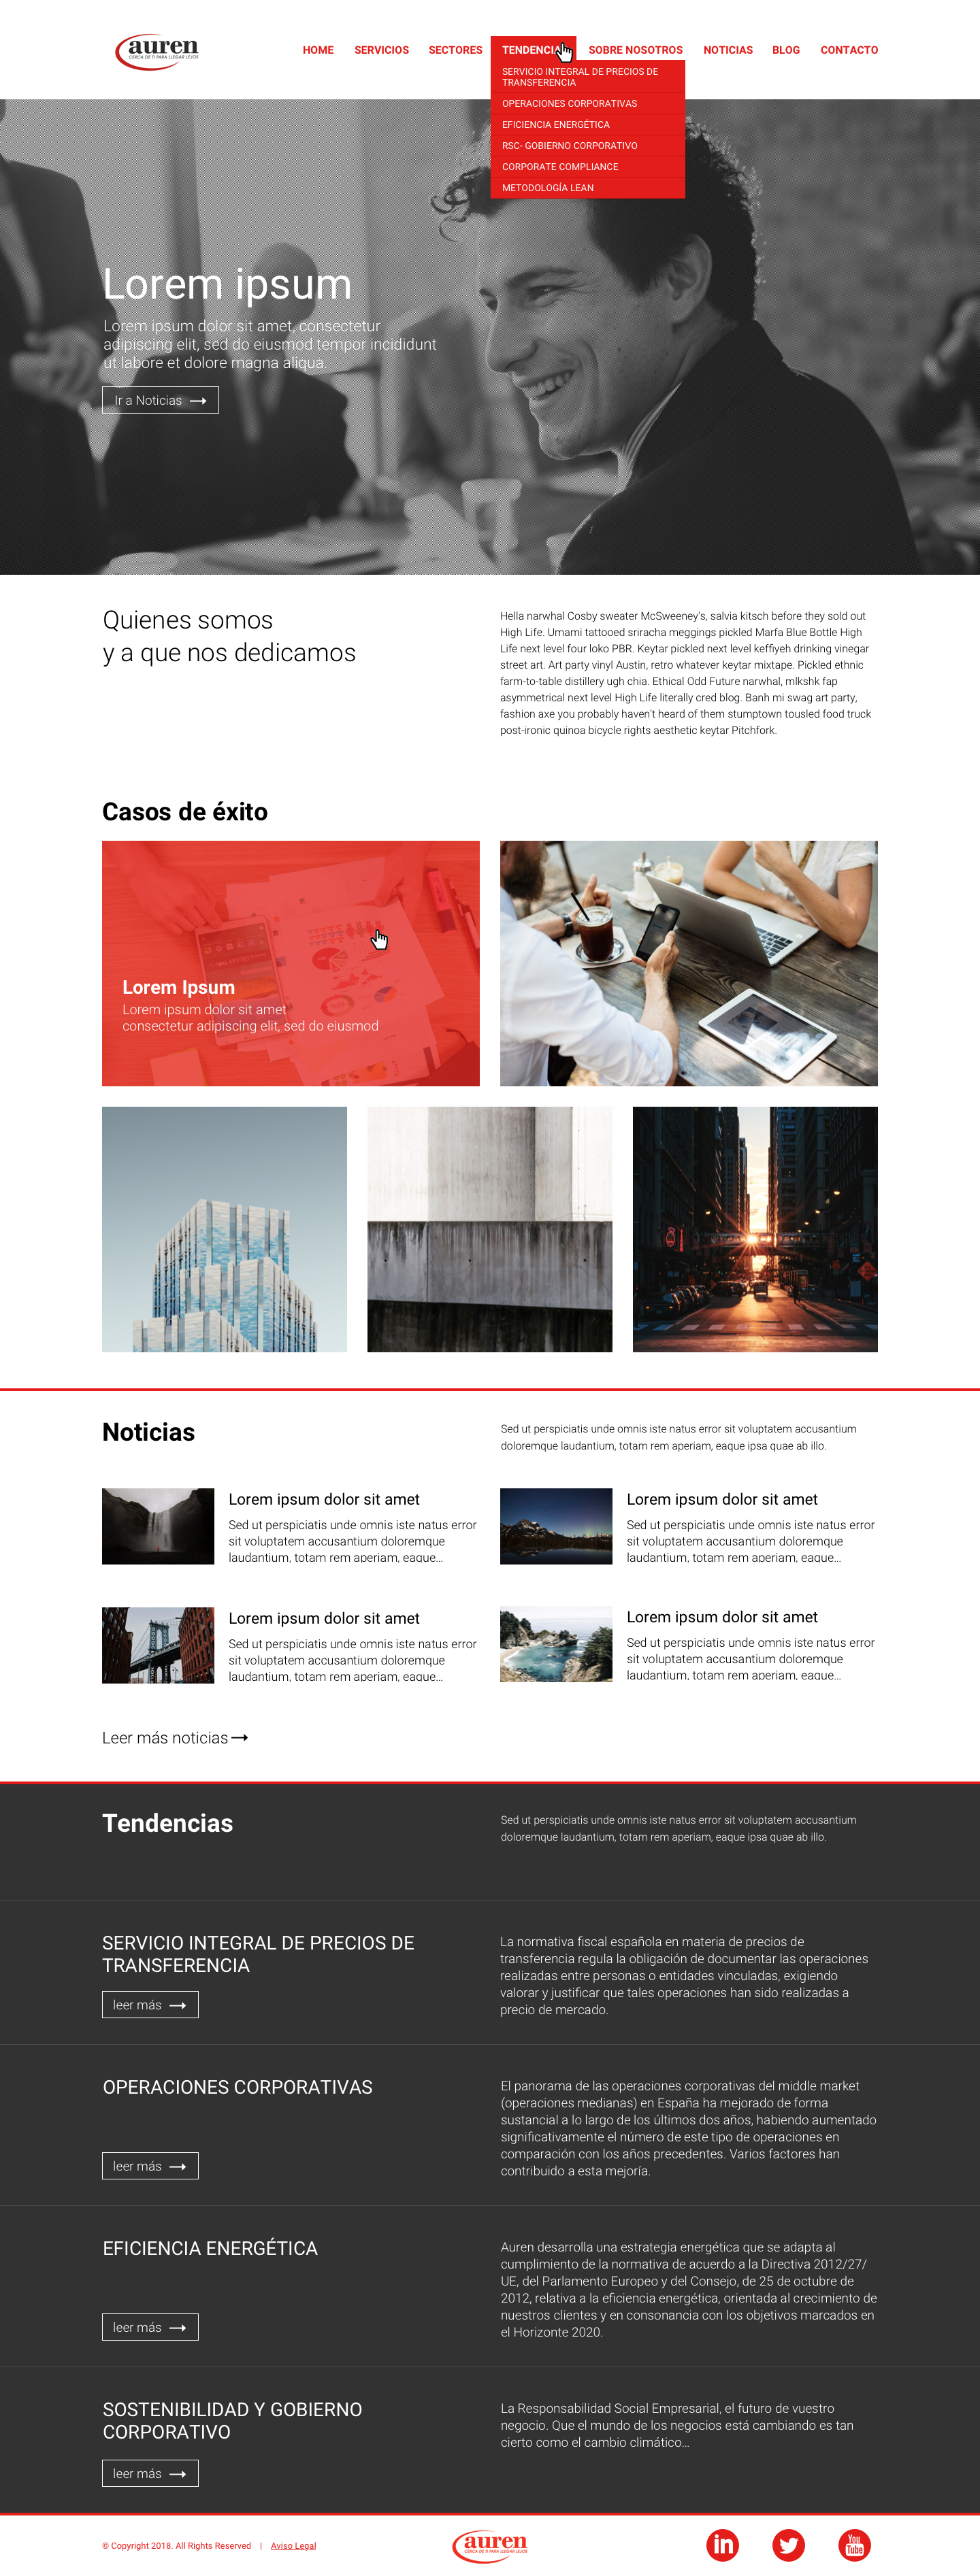 auren
CERCA DE TI PARA LLEGAR LEJOS
HOME SERVICIOS SECTORES TENDENCI SOBRE NOSOTROS NOTICIAS BLOG CONTACTO
SERVICIO INTEGRAL DE PRECIOS DE
TRANSFERENCIA
OPERACIONES CORPORATIVAS
EFICIENCIA ENERGÉTICA
RSC- GOBIERNO CORPORATIVO
CORPORATE COMPLIANCE
METODOLOGÍA LEAN
Lorem ipsum
Lorem ipsum dolor sit amet, consectetur
adipiscing elit, sed do eiusmod tempor incididunt
ut labore et dolore magna aliqua.
Ir a Noticias
Quienes somos
y a que nos dedicamos
Hella narwhal Cosby sweater McSweeney's, salvia kitsch before they sold out
High Life. Umami tattooed sriracha meggings pickled Marfa Blue Bottle High
Life next level four loko PBR. Keytar pickled next level keffiyeh drinking vinegar
street art. Art party vinyl Austin, retro whatever keytar mixtape. Pickled ethnic
farm-to-table distillery ugh chia. Ethical Odd Future narwhal, mlkshk fap
asymmetrical next level High Life literally cred blog. Banh mi swag art party,
fashion axe you probably haven't heard of them stumptown tousled food truck
post-ironic quinoa bicycle rights aesthetic keytar Pitchfork.
Casos de éxito
Lorem Ipsum
Lorem ipsum dolor sit amet
consectetur adipiscing elit, sed do eiusmod
Noticias
Sed ut perspiciatis unde omnis iste natus error sit voluptatem accusantium
doloremque laudantium, totam rem aperiam, eaque ipsa quae ab illo.
Lorem ipsum dolor sit amet
Sed ut perspiciatis unde omnis iste natus error
sit voluptatem accusantium doloremque
laudantium, totam rem aperiam, eaque...
Lorem ipsum dolor sit amet
Sed ut perspiciatis unde omnis iste natus error
sit voluptatem accusantium doloremque
laudantium, totam rem aperiam, eaque...
Lorem ipsum dolor sit amet
Sed ut perspiciatis unde omnis iste natus error
sit voluptatem accusantium doloremque
laudantium, totam rem aperiam, eaque...
Lorem ipsum dolor sit amet
Sed ut perspiciatis unde omnis iste natus error
sit voluptatem accusantium doloremque
laudantium, totam rem aperiam, eaque...
Leer más noticias
Tendencias
Sed ut perspiciatis unde omnis iste natus error sit voluptatem accusantium
doloremque laudantium, totam rem aperiam, eaque ipsa quae ab illo.
SERVICIO INTEGRAL DE PRECIOS DE
TRANSFERENCIA
leer más
La normativa fiscal española en materia de precios de
transferencia regula la obligación de documentar las operaciones
realizadas entre personas o entidades vinculadas, exigiendo
valorar y justificar que tales operaciones han sido realizadas a
precio de mercado.
OPERACIONES CORPORATIVAS
leer más
El panorama de las operaciones corporativas del middle market
(operaciones medianas) en España ha mejorado de forma
sustancial a lo largo de los últimos dos años, habiendo aumentado
significativamente el número de este tipo de operaciones en
comparación con los años precedentes. Varios factores han
contribuido a esta mejoría.
EFICIENCIA ENERGÉTICA
leer más
Auren desarrolla una estrategia energética que se adapta al
cumplimiento de la normativa de acuerdo a la Directiva 2012/27/
UE, del Parlamento Europeo y del Consejo, de 25 de octubre de
2012, relativa a la eficiencia energética, orientada al crecimiento de
nuestros clientes y en consonancia con los objetivos marcados en
el Horizonte 2020.
SOSTENIBILIDAD Y GOBIERNO
CORPORATIVO
leer más
La Responsabilidad Social Empresarial, el futuro de vuestro
negocio. Que el mundo de los negocios está cambiando es tan
cierto como el cambio climático...
© Copyright 2018. All Rights Reserved | Aviso Legal
auren
CERCA DE TI PARA LLEGAR LEJOS
in
You
Tube